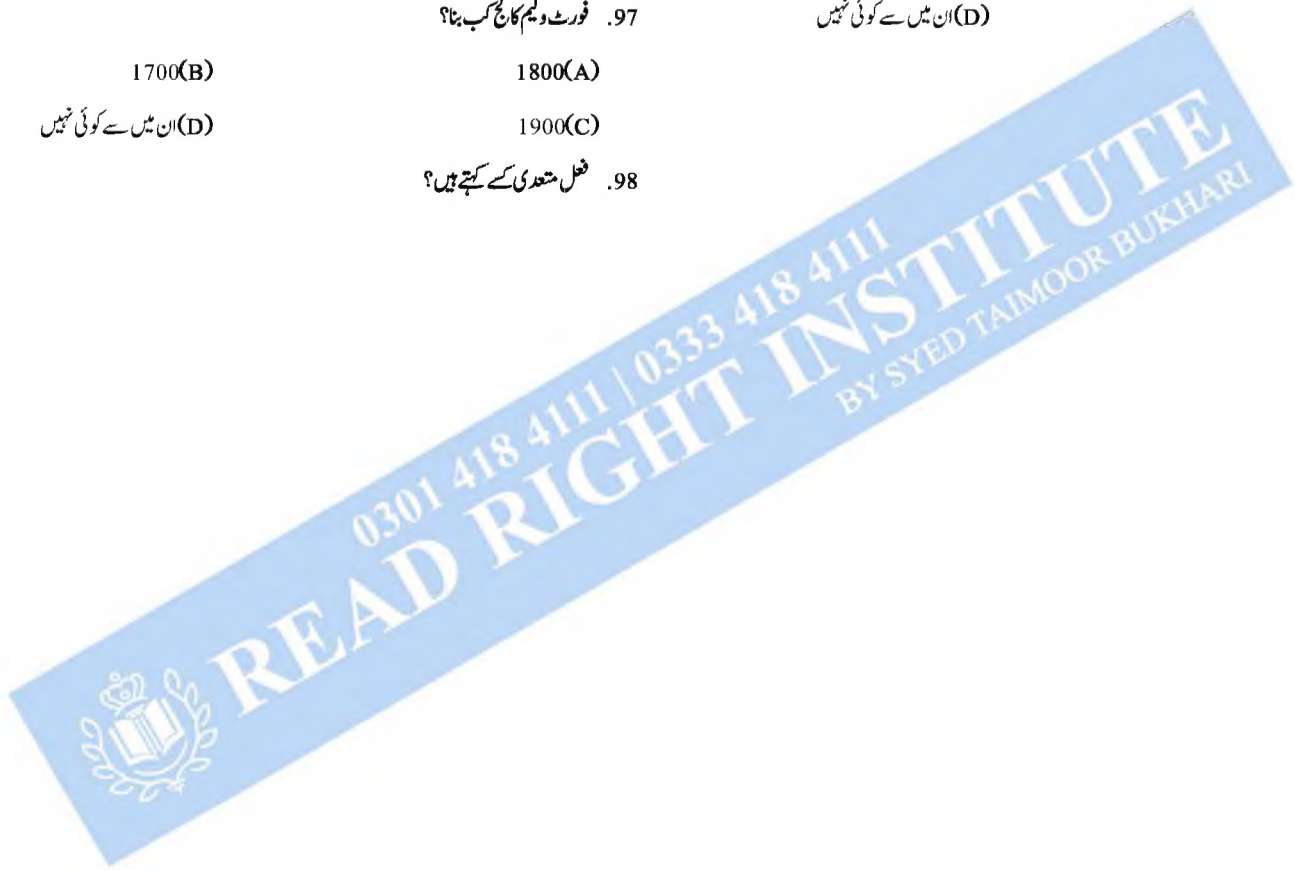 (D)ان میں سے کوئی نہیں
97. فورٹ ولیم کالج کب بنا؟
1800(A)
1700(B)
1900(C)
(D)ان میں سے کوئی نہیں
98. فعل متعدی کسے کہتے ہیں؟
0301 418 4111 | 0333 418 4111
READ RIGHT INSTITUTE
BY SYED TAIMOOR BUKHARI